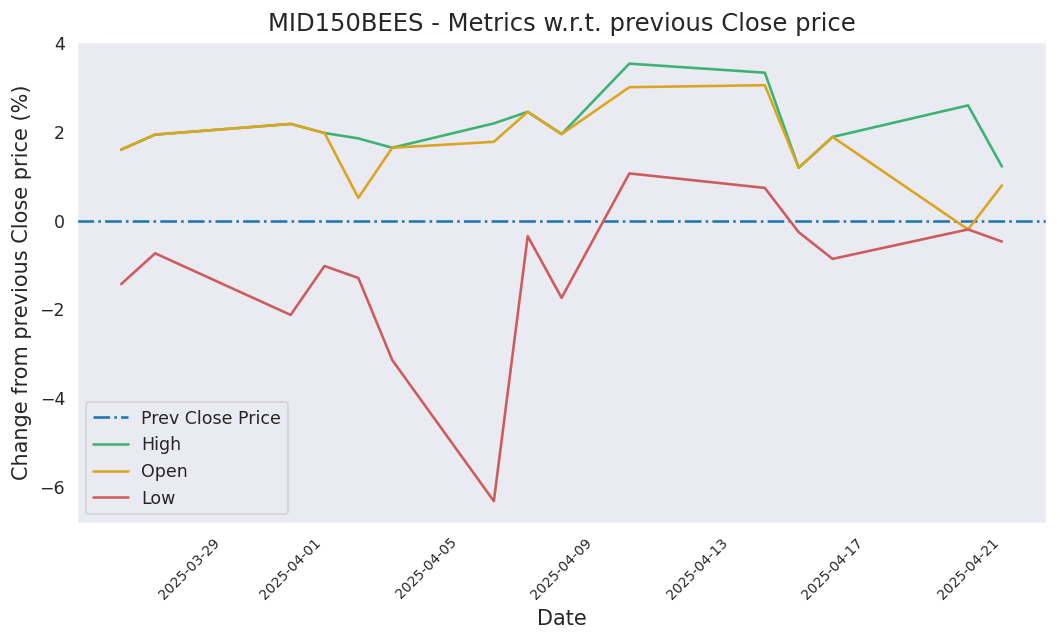 MID150BEES - Metrics w.r.t. previous Close price
Change from previous Close price (%)
4
2
0
−2
−4
−6
Prev Close Price
High
Open
Low
2025-03-29
2025-04-01
2025-04-05
2025-04-09
2025-04-13
2025-04-17
2025-04-21
Date